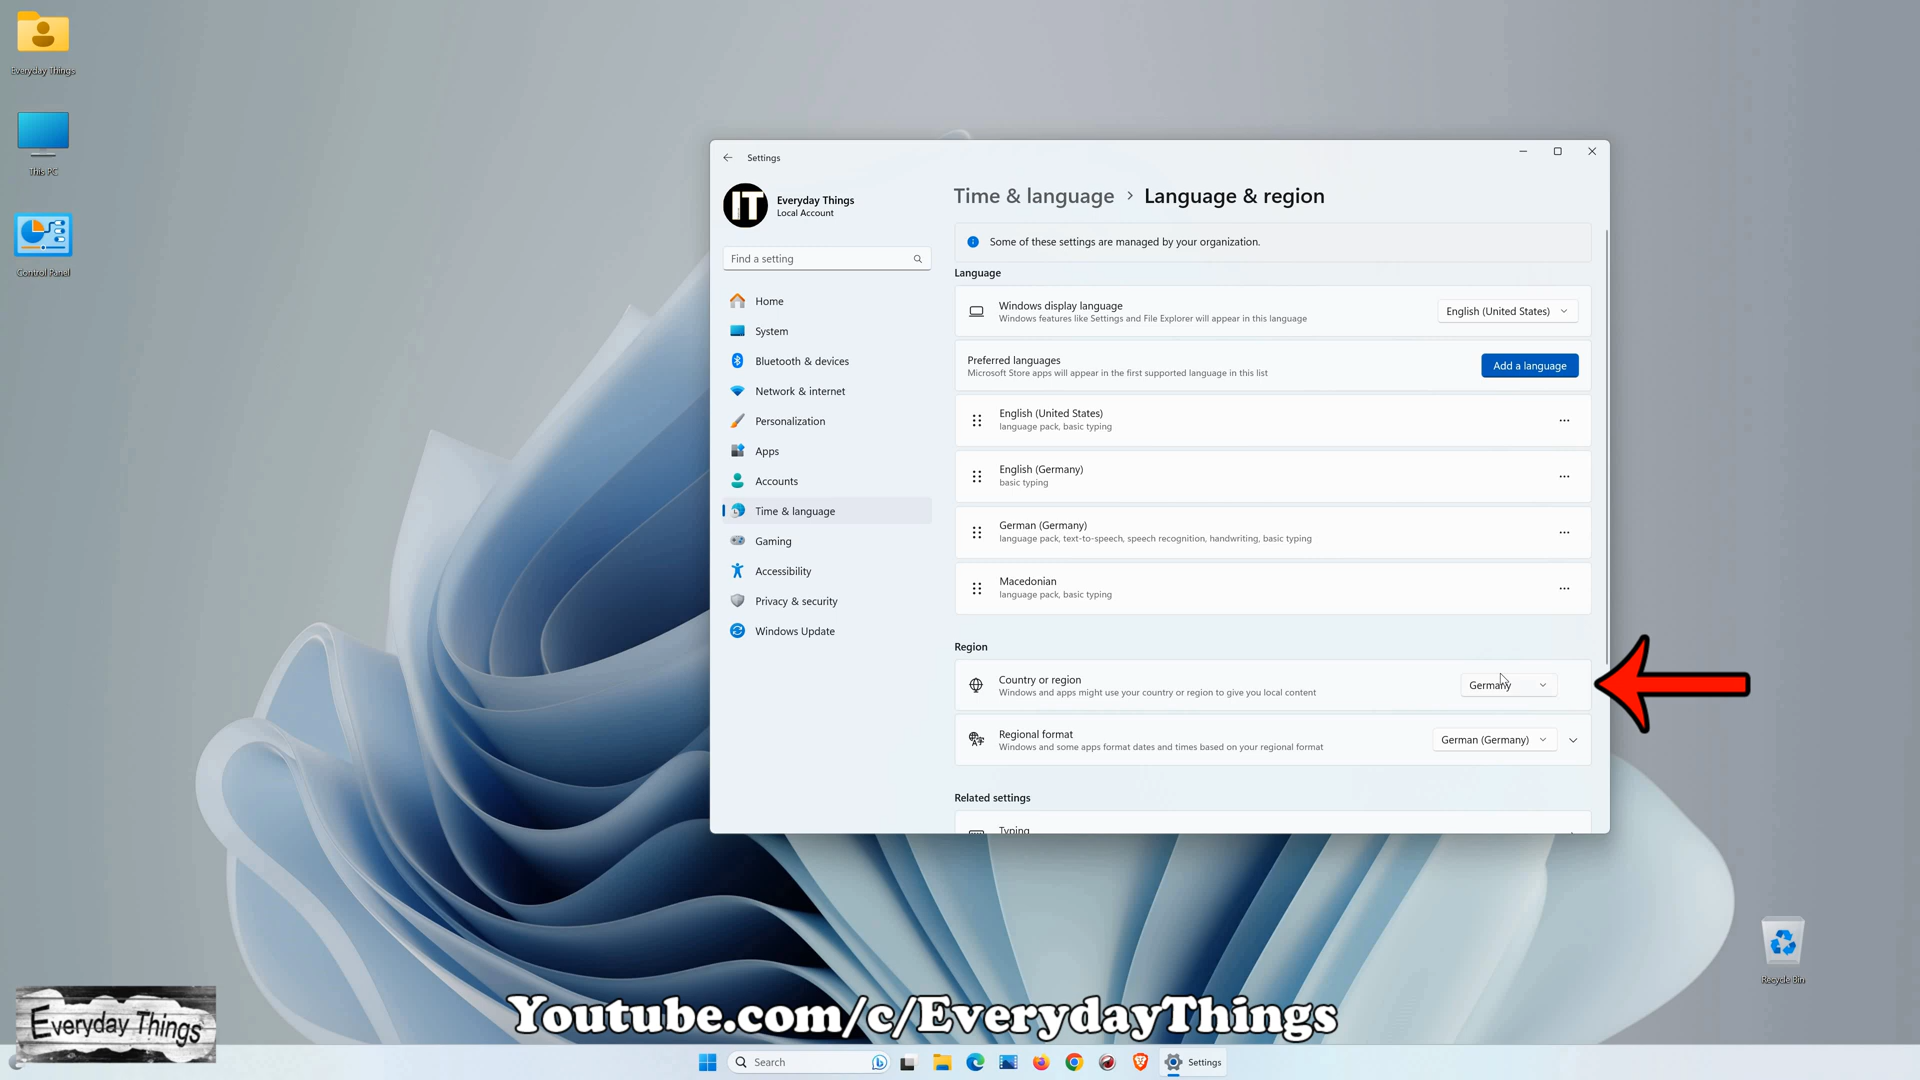 Everyday Things
This PC
Control Panel
Settings
IT
Everyday Things
Local Account
Find a setting
Home
System
Bluetooth & devices
Network & internet
Personalization
Apps
Accounts
Time & language
Gaming
Accessibility
Privacy & security
Windows Update
Time & language > Language & region
Some of these settings are managed by your organization.
Language
Windows display language
Windows features like Settings and File Explorer will appear in this language
English (United States)
Preferred languages
Microsoft Store apps will appear in the first supported language in this list
Add a language
English (United States)
language pack, basic typing
English (Germany)
basic typing
German (Germany)
language pack, text-to-speech, speech recognition, handwriting, basic typing
Macedonian
language pack, basic typing
Region
Country or region
Windows and apps might use your country or region to give you local content
Germany
Regional format
Windows and some apps format dates and times based on your regional format
German (Germany)
Related settings
Typing
Recycle Bin
Everyday Things
Youtube.com/c/EverydayThings
Search
Settings